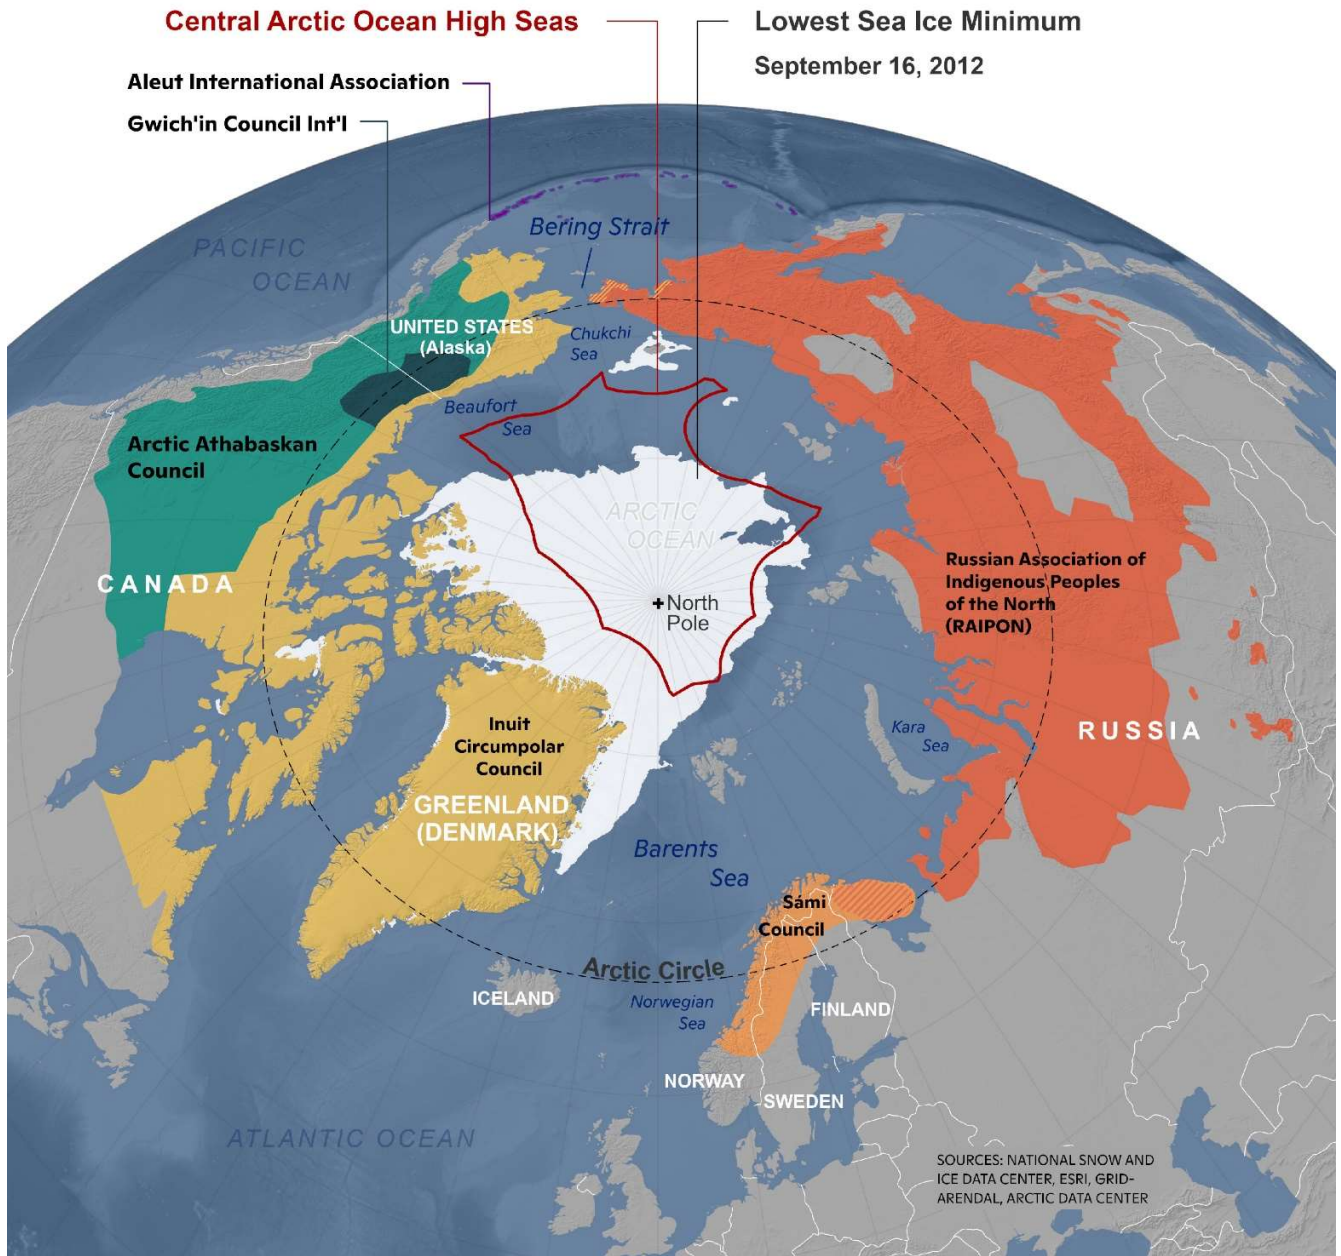 Central Arctic Ocean High Seas
Lowest Sea Ice Minimum
September 16, 2012
Aleut International Association
Gwich'in Council Int'l
PACIFIC
OCEAN
Bering Strait
UNITED STATES
(Alaska)
Chukchi
Sea
Beaufort
Sea
Arctic Athabaskan
Council
ARCTIC
OCEAN
CANADA
North
Pole
Russian Association of
Indigenous Peoples
of the North
(RAIPON)
Inuit
Circumpolar
Council
GREENLAND
(DENMARK)
Kara
Sea
RUSSIA
Barents
Sea
Sámi
Council
Arctic Circle
ICELAND
Norwegian
Sea
FINLAND
NORWAY
SWEDEN
ATLANTIC OCEAN
SOURCES: NATIONAL SNOW AND
ICE DATA CENTER, ESRI, GRID-
ARENDAL, ARCTIC DATA CENTER